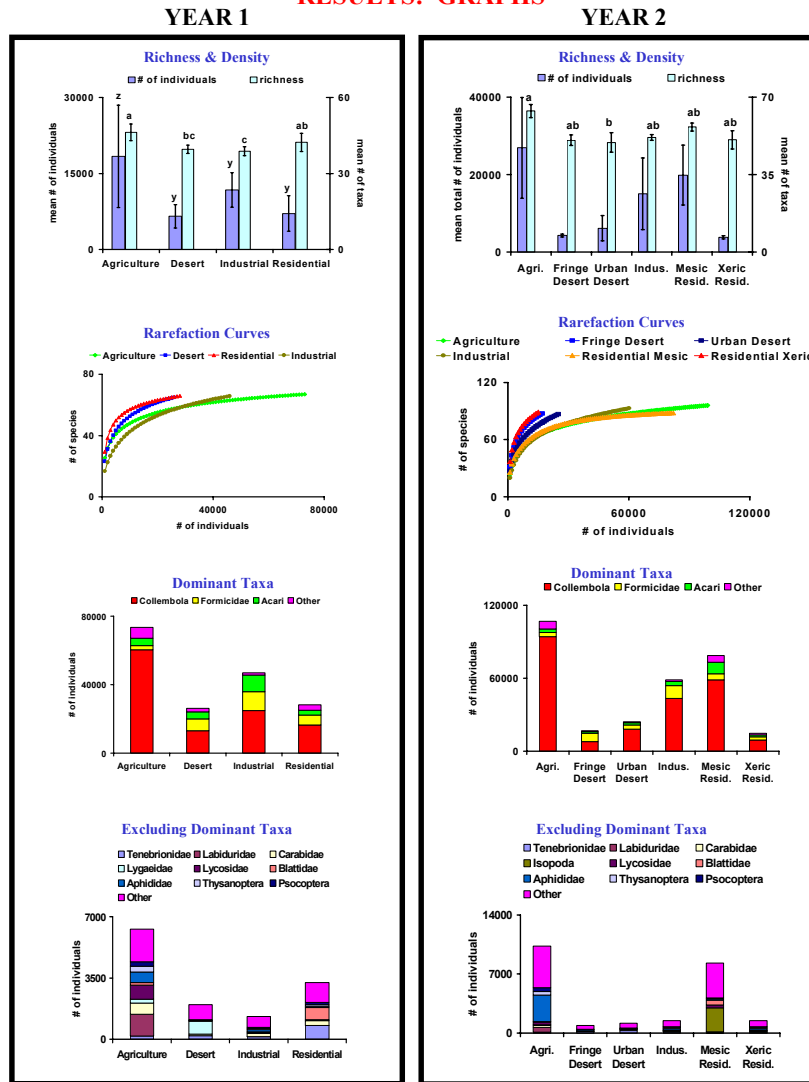 RESULTS: GRAPHS
YEAR 1
Richness & Density
# of individuals richness
30000
15000
0
60
30
0
mean # of individuals
mean # of taxa
z
a
y
bc
y
c
y
ab
Agriculture Desert Industrial Residential
Rarefaction Curves
Agriculture Desert Residential Industrial
80
40
0
# of species
0 40000 80000
# of individuals
Dominant Taxa
Collembola Formicidae Acari Other
80000
40000
0
# of individuals
Agriculture Desert Industrial Residential
Excluding Dominant Taxa
Tenebrionidae Labiduridae Carabidae
Lygaeidae Lycosidae Blattidae
Aphididae Thysanoptera Psocoptera
Other
7000
3500
0
# of individuals
Agriculture Desert Industrial Residential
YEAR 2
Richness & Density
# of individuals richness
40000
20000
0
70
35
0
mean total # of individuals
mean # of taxa
a
ab
b
ab
ab
ab
Agri. Fringe Urban Indus. Mesic Xeric
Desert Desert Resid. Resid.
Rarefaction Curves
Agriculture Fringe Desert Urban Desert
Industrial Residential Mesic Residential Xeric
120
60
0
# of species
0 60000 120000
# of individuals
Dominant Taxa
Collembola Formicidae Acari Other
120000
60000
0
# of individuals
Agri. Fringe Urban Indus. Mesic Xeric
Desert Desert Resid. Resid.
Excluding Dominant Taxa
Tenebrionidae Labiduridae Carabidae
Isopoda Lycosidae Blattidae
Aphididae Thysanoptera Psocoptera
Other
14000
7000
0
# of individuals
Agri. Fringe Urban Indus. Mesic Xeric
Desert Desert Resid. Resid.